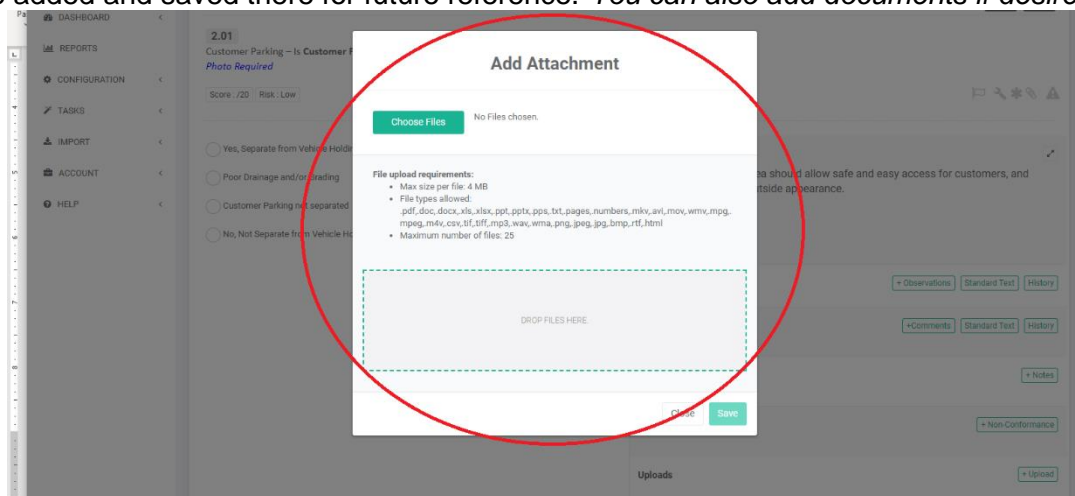 added and saved there for future reference. You can also add documents if desire
DASHBOARD
REPORTS
CONFIGURATION
TASKS
IMPORT
ACCOUNT
HELP
2.01
Customer Parking – Is Customer
Photo Required
Score : /20 Risk : Low
Yes, Separate from Vehicle
Poor Drainage and/or Grading
Customer Parking not separated
No, Not Separate from Vehicle
Add Attachment
Choose Files No Files chosen.
File upload requirements:
Max size per file: 4 MB
File types allowed:
.pdf,.doc,.docx,.xls,.xlsx,.ppt,.pptx,.pps,.txt,.pages,.numbers,.mkv,.avi,.mov,.wmv,.mpg,.
mpeg,.m4v,.csv,.tif,.tiff,.mp3,.wav,.wma,.png,.jpeg,.jpg,.bmp,.rtf,.html
Maximum number of files: 25
DROP FILES HERE.
Close Save
should allow safe and easy access for customers, and
appearance.
+ Observations Standard Text History
+Comments Standard Text History
+ Notes
+ Non-Conformance
Uploads + Upload